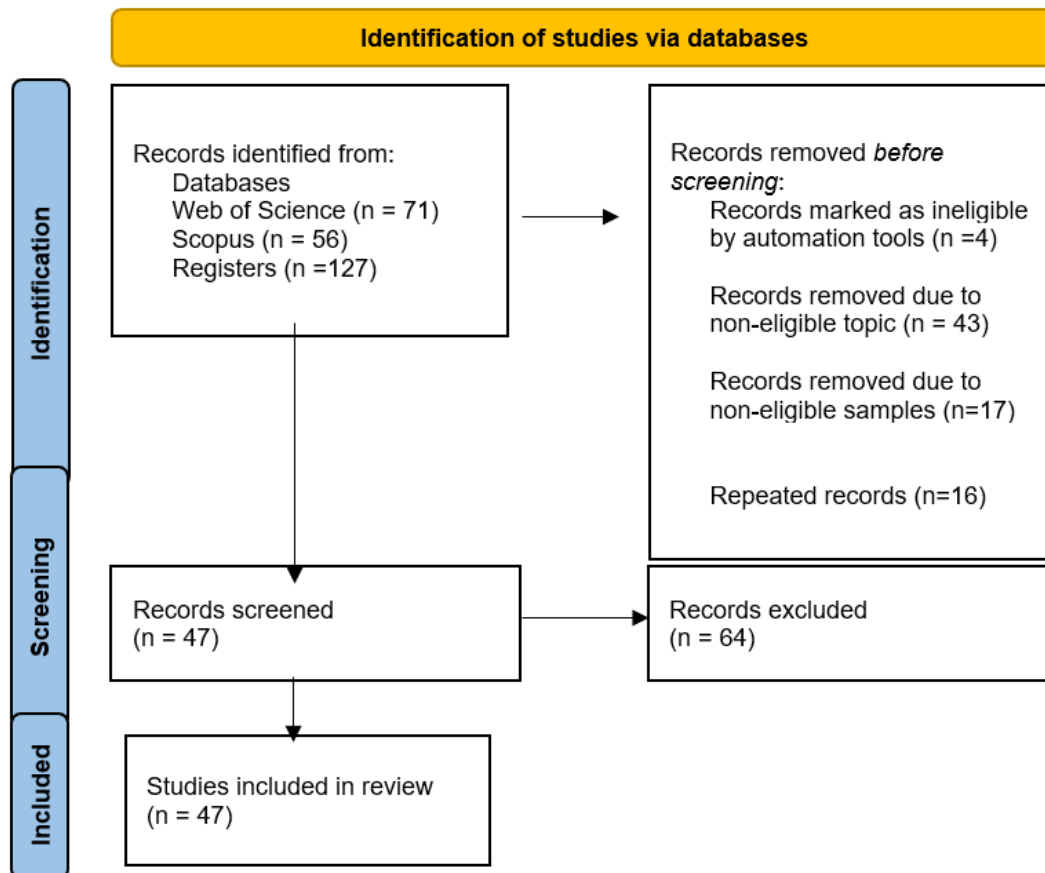 Identification of studies via databases
Identification
Records identified from:
Databases
Web of Science (n = 71)
Scopus (n = 56)
Registers (n =127)
Records removed before
screening:
Records marked as ineligible
by automation tools (n =4)
Records removed due to
non-eligible topic (n = 43)
Records removed due to
non-eligible samples (n=17)
Repeated records (n=16)
Screening
Records screened
(n = 47)
Records excluded
(n = 64)
Included
Studies included in review
(n = 47)